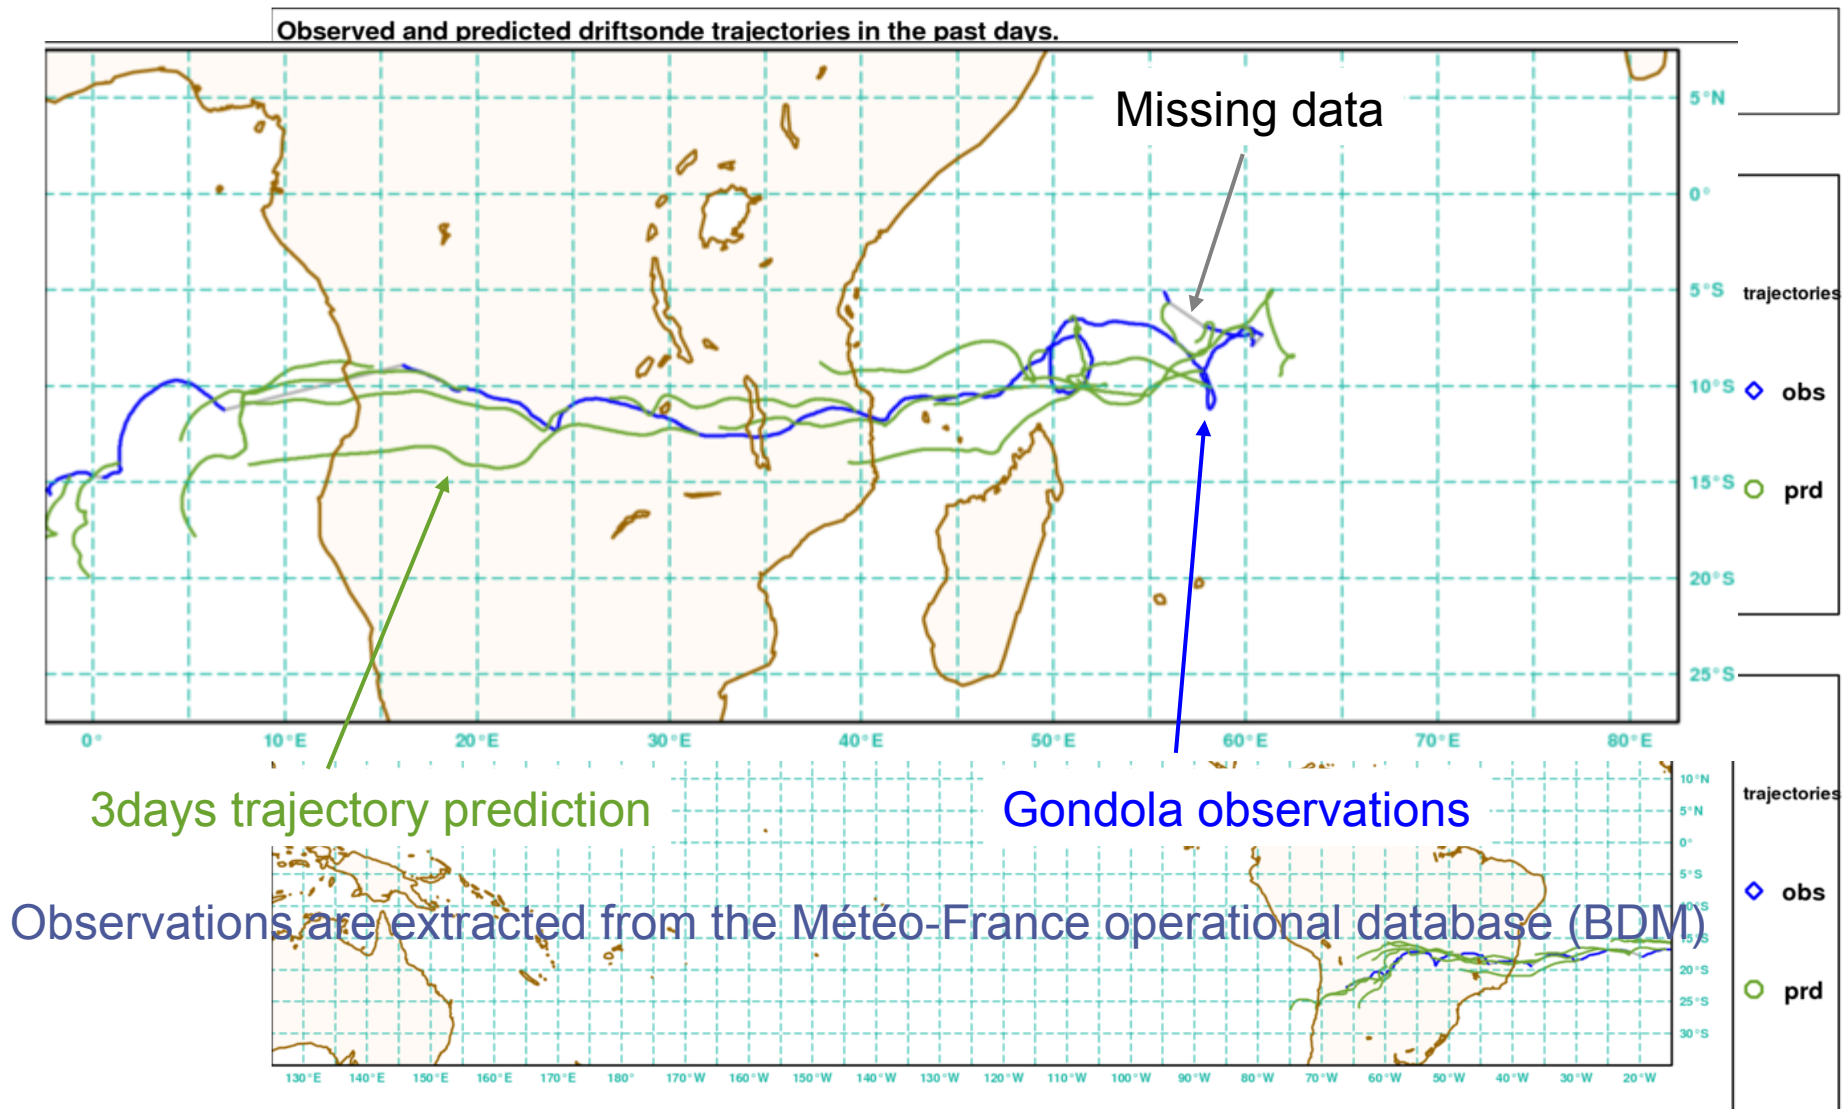 Observed and predicted driftsonde trajectories in the past days.
Missing data
5°N
0°
5°S
10°S
15°S
20°S
25°S
trajectories
obs
prd
0° 10°E 20°E 30°E 40°E 50°E 60°E 70°E 80°E
3days trajectory prediction
Gondola observations
10°N
5°N
0°
5°S
10°S
15°S
20°S
25°S
30°S
trajectories
obs
prd
Observations are extracted from the Météo-France operational database (BDM)
130°E 140°E 150°E 160°E 170°E 180° 170°W 160°W 150°W 140°W 130°W 120°W 110°W 100°W 90°W 80°W 70°W 60°W 50°W 40°W 30°W 20°W